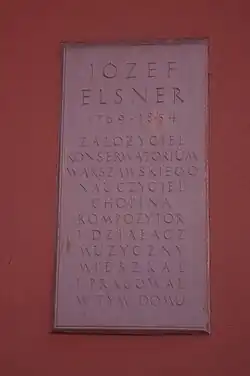 JÓZEF
ELSNER
1769-1854
ZAŁOŻYCIEL
KONSERWATORIUM
WARSZAWSKIEGO
NAUCZYCIEL
CHOPINA
KOMPOZYTOR
I DZIAŁACZ
MUZYCZNY
MIESZKAŁ
I PRACOWAŁ
W TYM DOMU